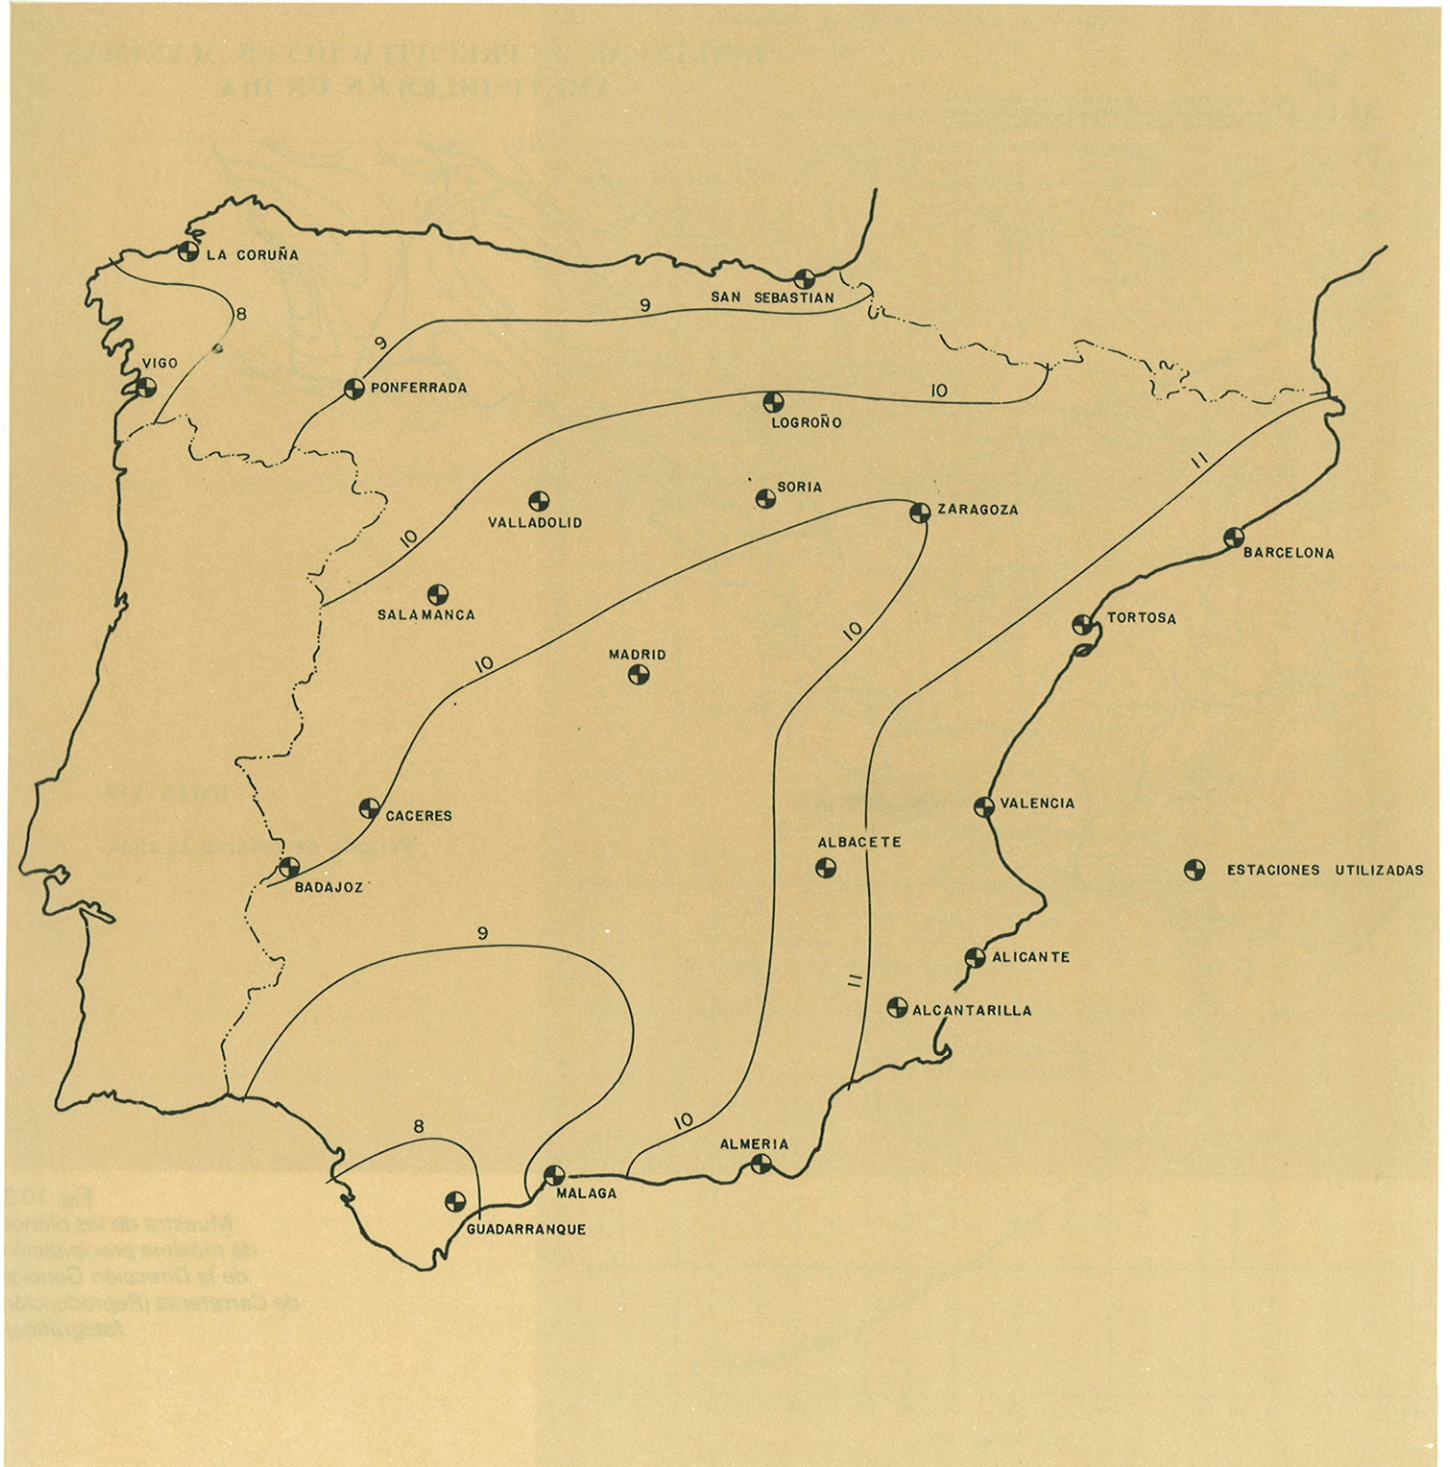 LA CORUÑA
SAN SEBASTIAN
9
8
9
VIGO
PONFERRADA
10
LOGROÑO
11
SORIA
VALLADOLID
ZARAGOZA
10
BARCELONA
SALAMANCA
TORTOSA
10
MADRID
10
CACERES
VALENCIA
ALBACETE
BADAJOZ
ESTACIONES UTILIZADAS
9
ALICANTE
11
ALCANTARILLA
10
8
ALMERIA
MALAGA
GUADARRANQUE